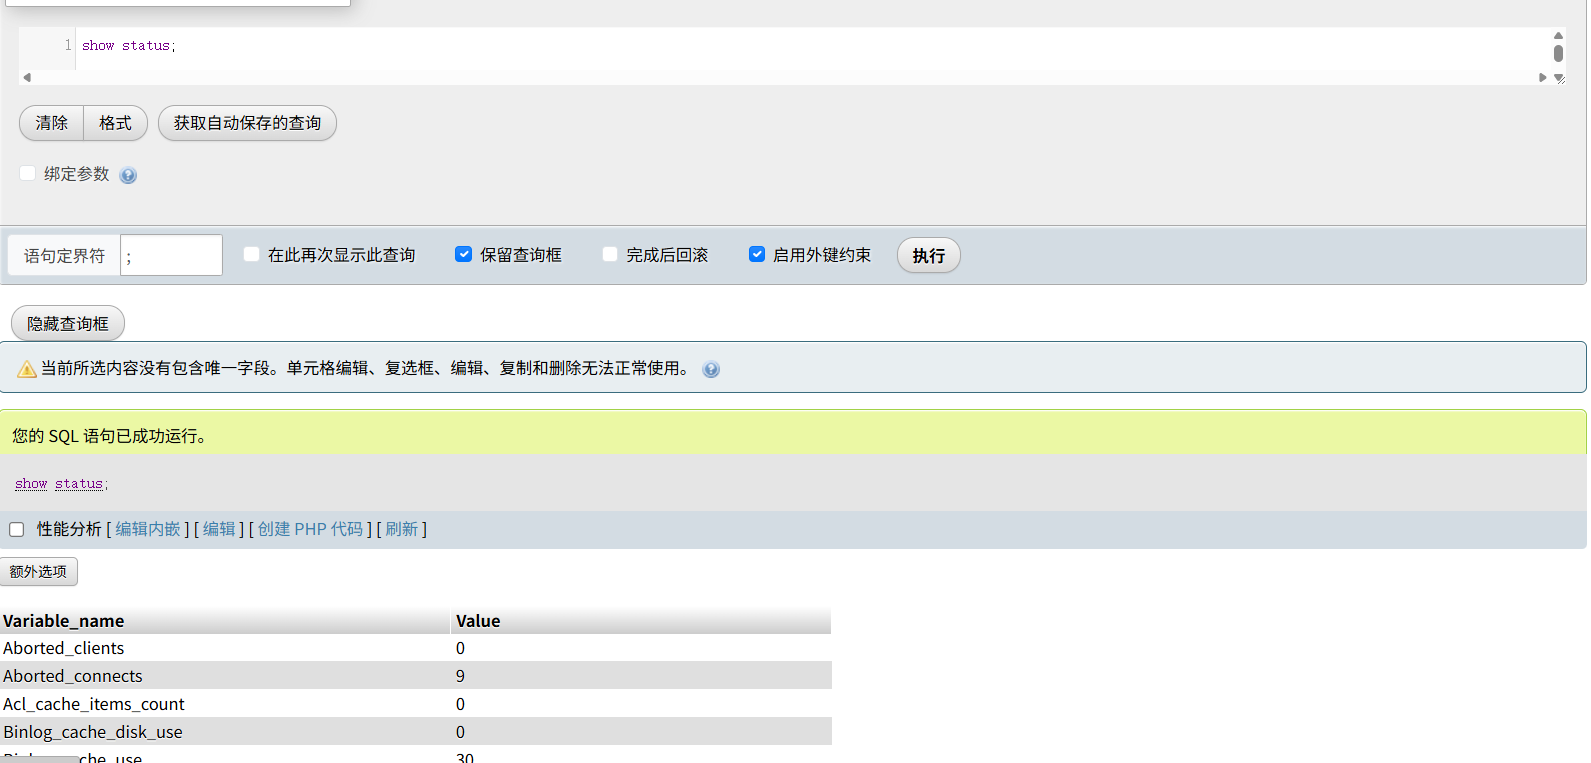 1 show status;
清除 格式 获取自动保存的查询
绑定参数
语句定界符 ; 在此再次显示此查询 保留查询框 完成后回滚 启用外键约束 执行
隐藏查询框
当前所选内容没有包含唯一字段。单元格编辑、复选框、编辑、复制和删除无法正常使用。
您的 SQL 语句已成功运行。
show status;
性能分析 [ 编辑内嵌 ] [ 编辑 ] [ 创建 PHP 代码 ] [ 刷新 ]
额外选项
Variable_name Value
Aborted_clients 0
Aborted_connects 9
Acl_cache_items_count 0
Binlog_cache_disk_use 0
30